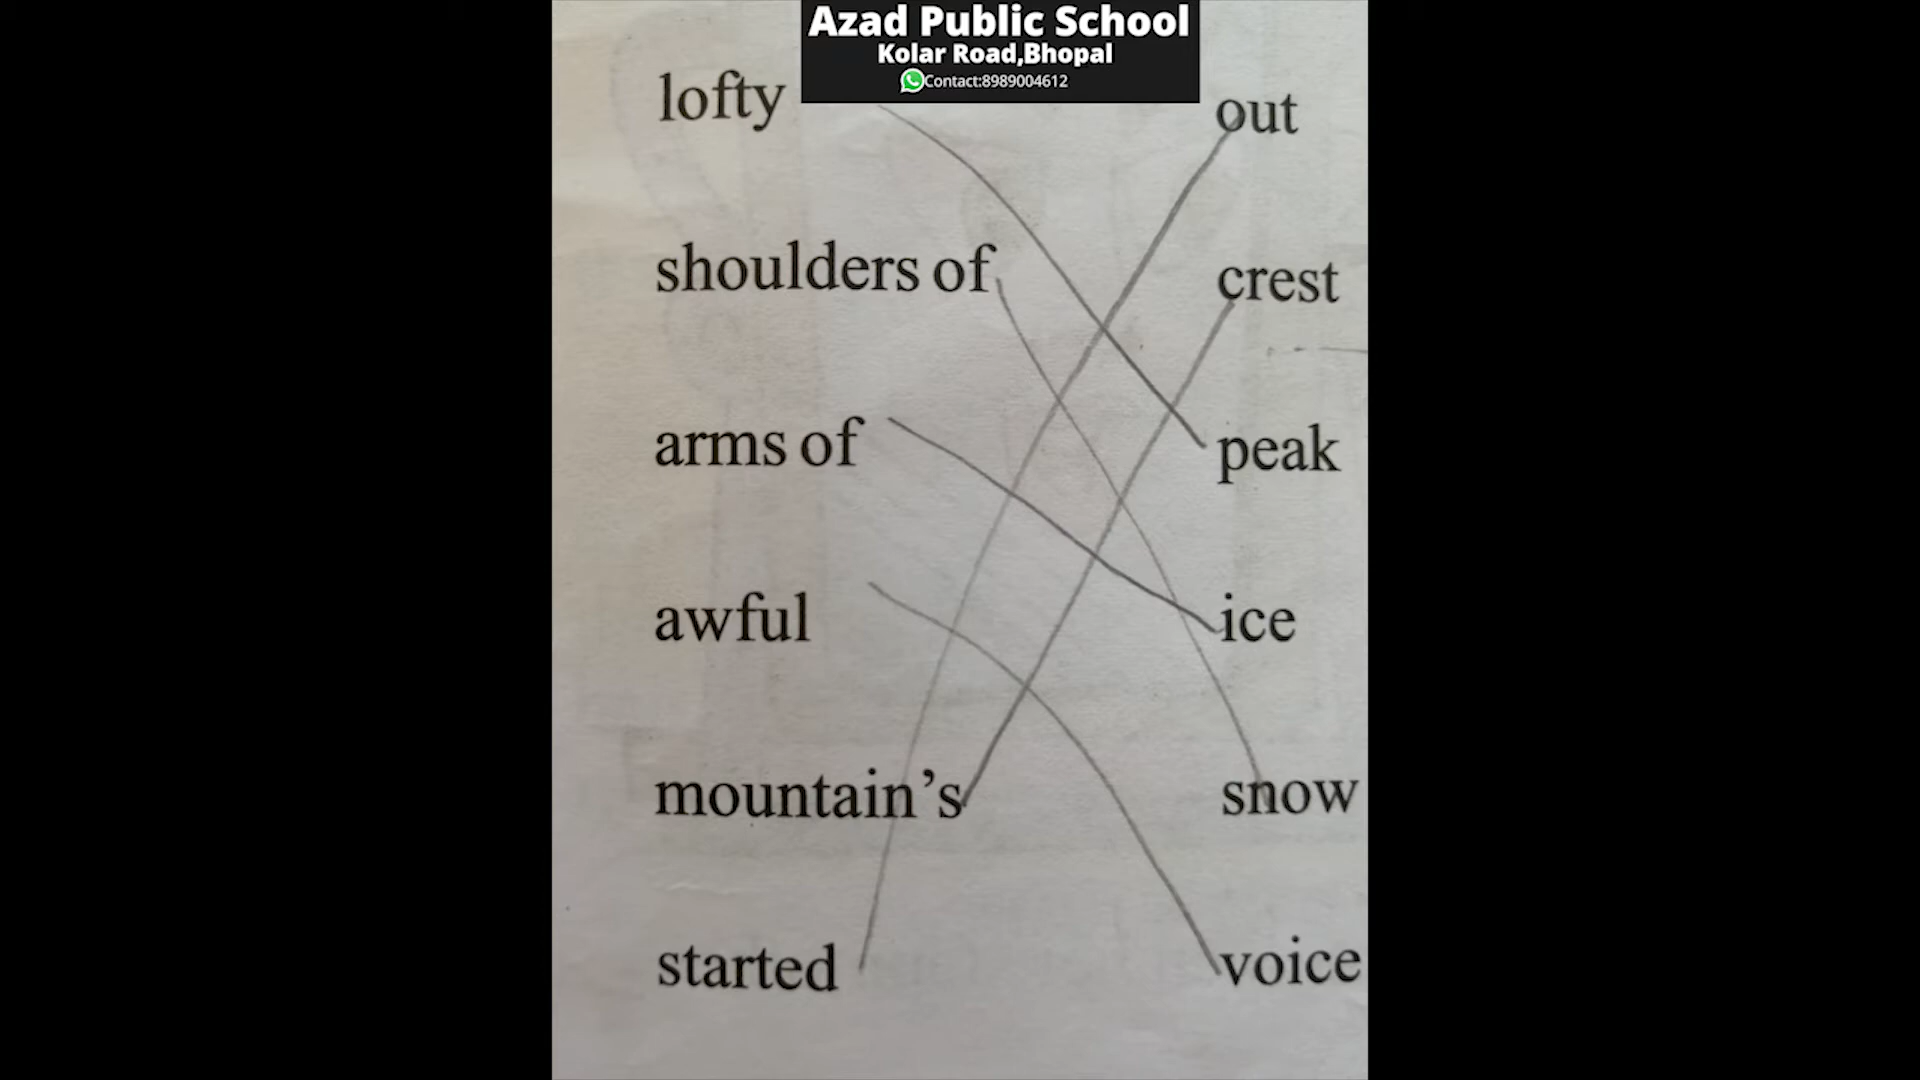 Azad Public School
Kolar Road,Bhopal
Contact:8989004612
lofty
out
shoulders of
crest
arms of
peak
awful
ice
mountain’s
snow
started
voice